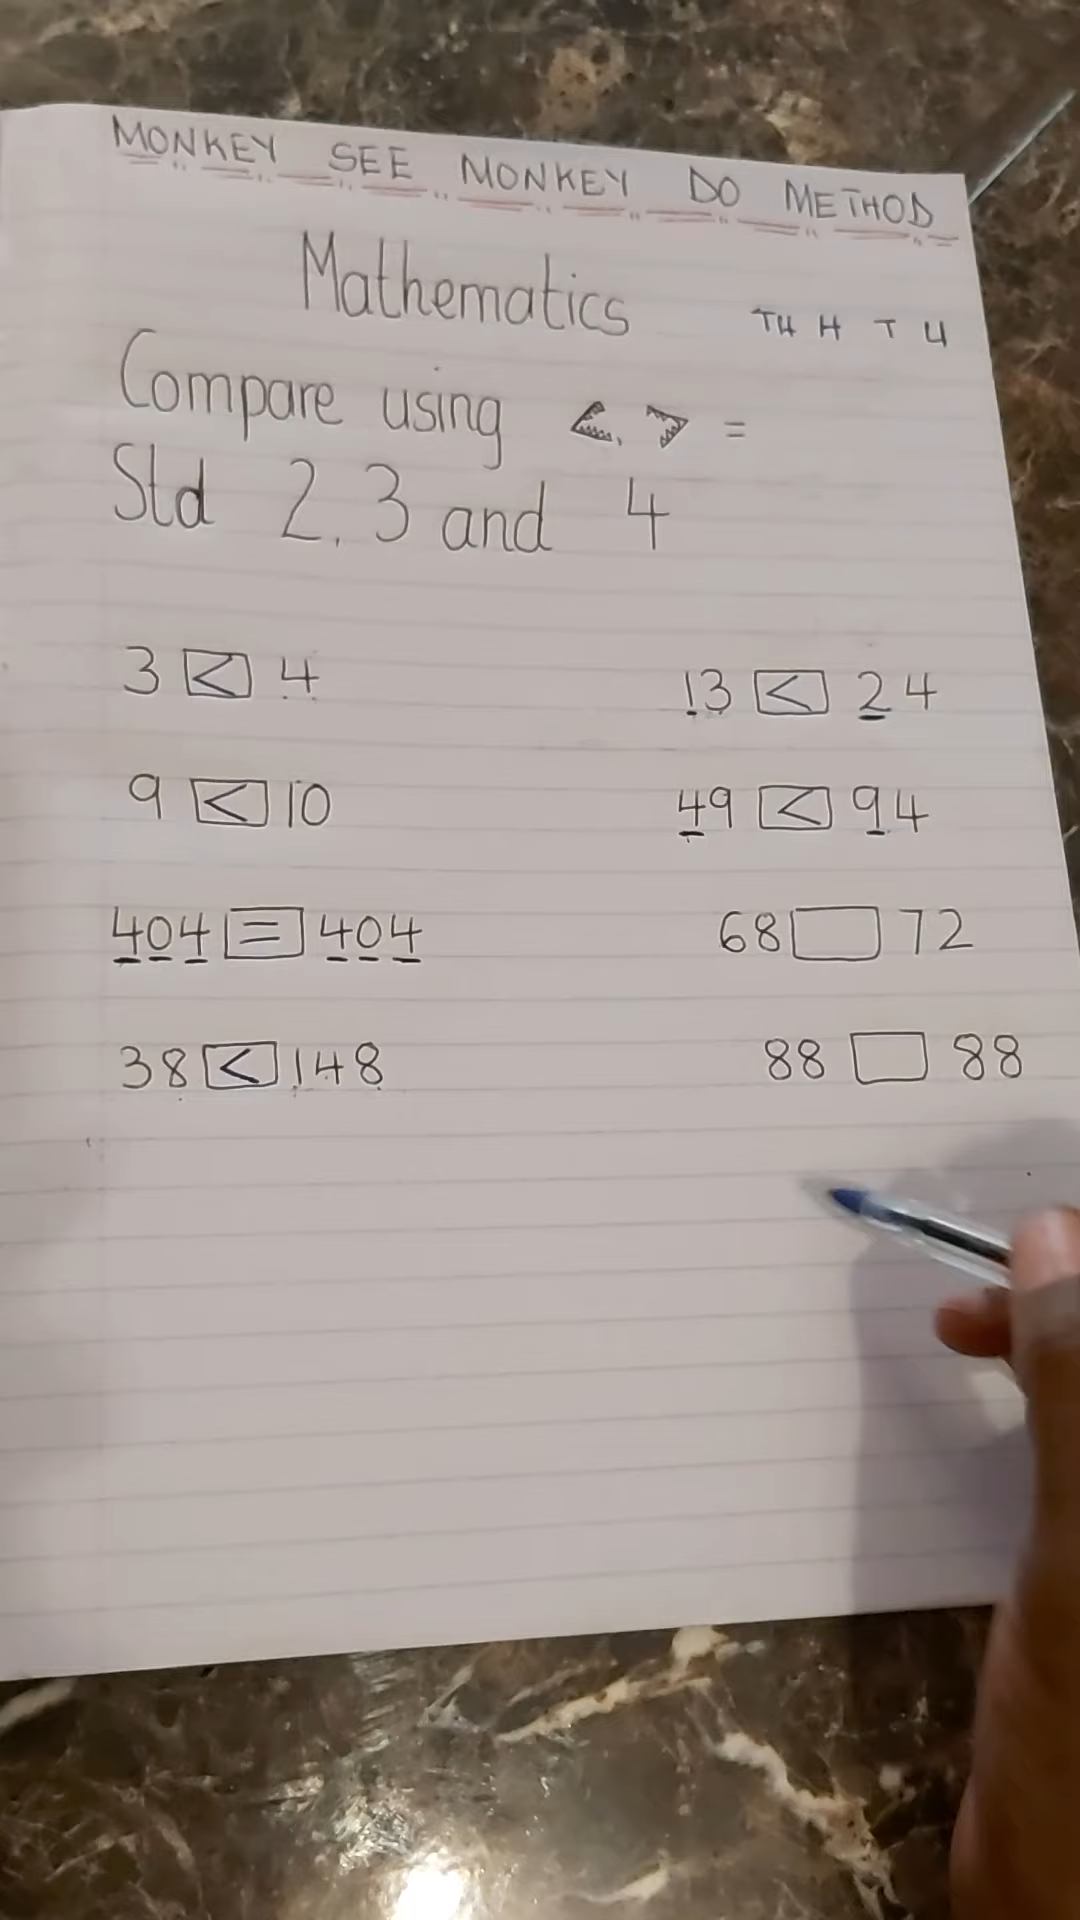 MONKEY SEE MONKEY DO METHOD
Mathematics
TH H T U
Compare using <, > =
Std 2, 3 and 4
3 < 4
13 < 24
9 < 10
49 < 94
404 = 404
68 72
38 < 148
88 88